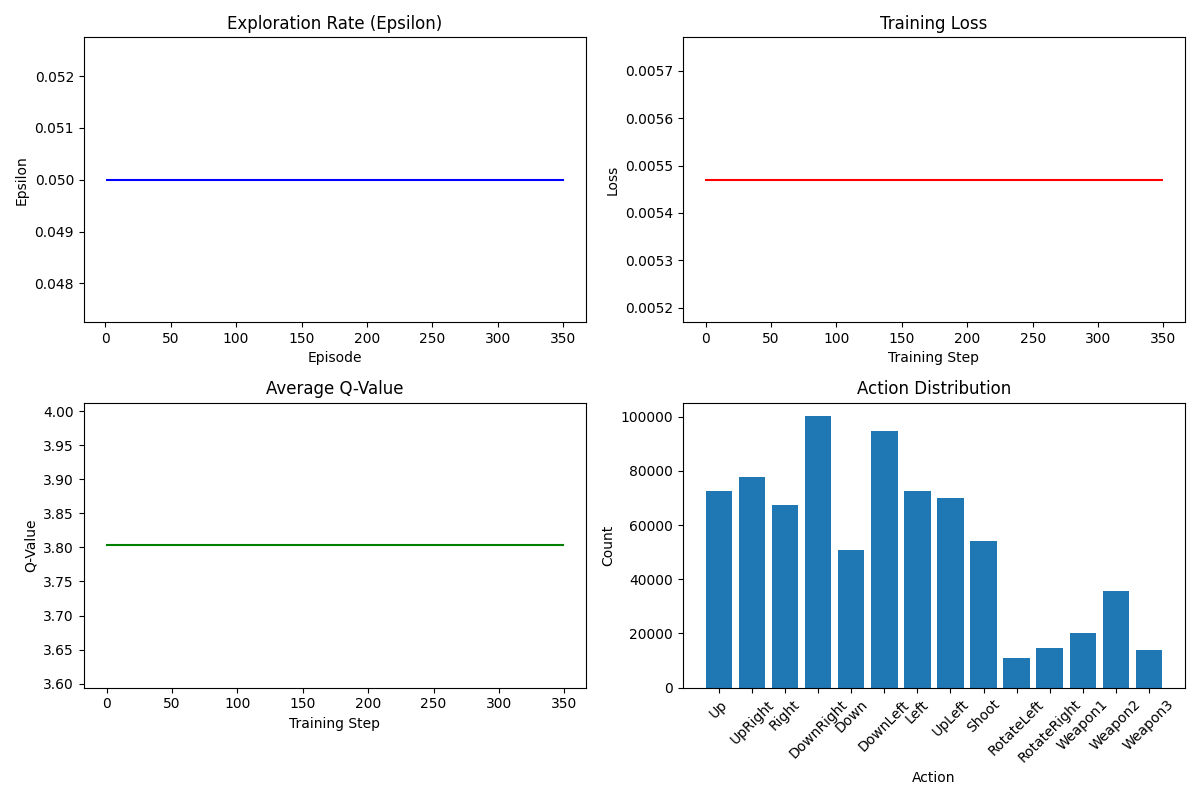 Exploration Rate (Epsilon)
Epsilon
0.052
0.051
0.050
0.049
0.048
0 50 100 150 200 250 300 350
Episode
Training Loss
Loss
0.0057
0.0056
0.0055
0.0054
0.0053
0.0052
0 50 100 150 200 250 300 350
Training Step
Average Q-Value
Q-Value
4.00
3.95
3.90
3.85
3.80
3.75
3.70
3.65
3.60
0 50 100 150 200 250 300 350
Training Step
Action Distribution
Count
100000
80000
60000
40000
20000
0
Up
UpRight
Right
DownRight
Down
DownLeft
Left
UpLeft
Shoot
RotateLeft
RotateRight
Weapon1
Weapon2
Weapon3
Action